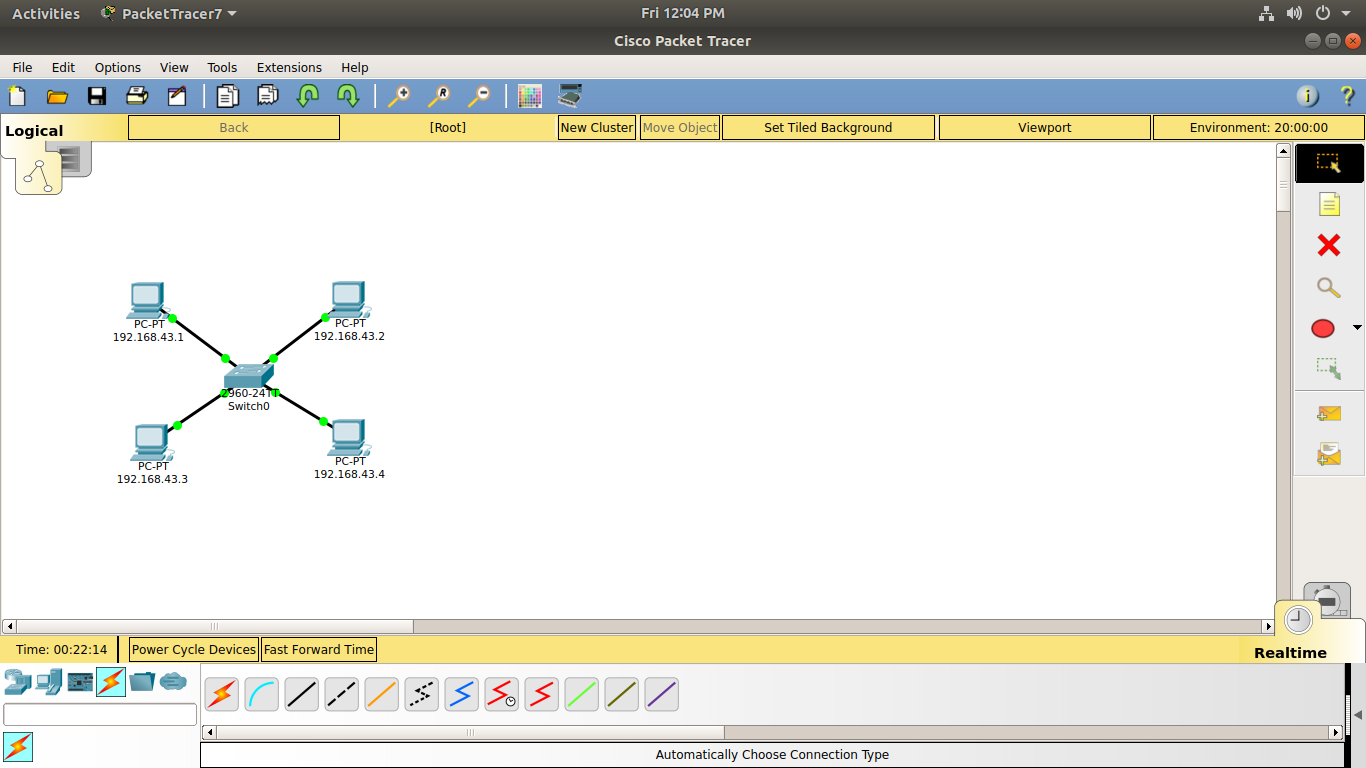 Activities PacketTracer7 Fri 12:04 PM
Cisco Packet Tracer
File Edit Options View Tools Extensions Help
Logical Back [Root] New Cluster Move Object Set Tiled Background Viewport Environment: 20:00:00
PC-PT
192.168.43.1
PC-PT
192.168.43.2
2960-24TT
Switch0
PC-PT
192.168.43.3
PC-PT
192.168.43.4
Time: 00:22:14 Power Cycle Devices Fast Forward Time Realtime
Automatically Choose Connection Type